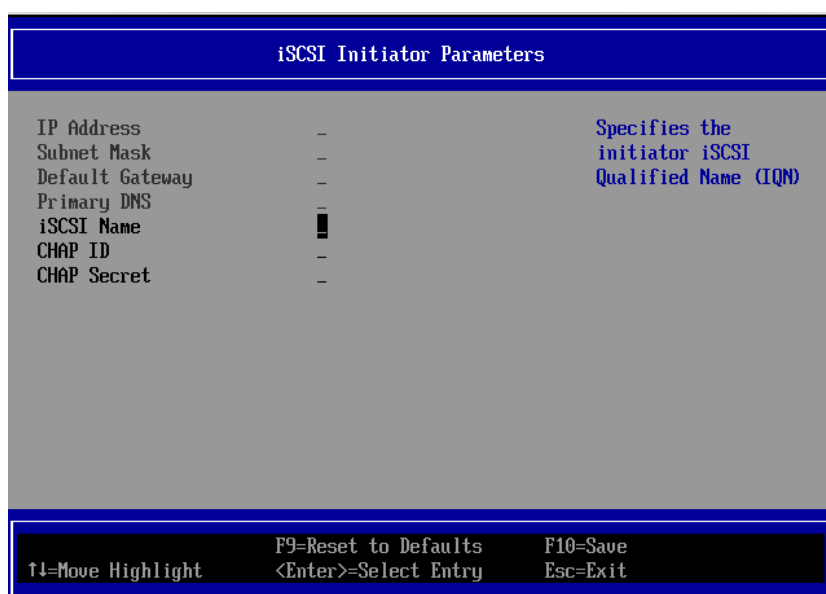 iSCSI Initiator Parameters
IP Address _
Subnet Mask _
Default Gateway _
Primary DNS _
iSCSI Name _
CHAP ID _
CHAP Secret _
Specifies the
initiator iSCSI
Qualified Name (IQN)
F9=Reset to Defaults F10=Save
↑↓=Move Highlight <Enter>=Select Entry Esc=Exit